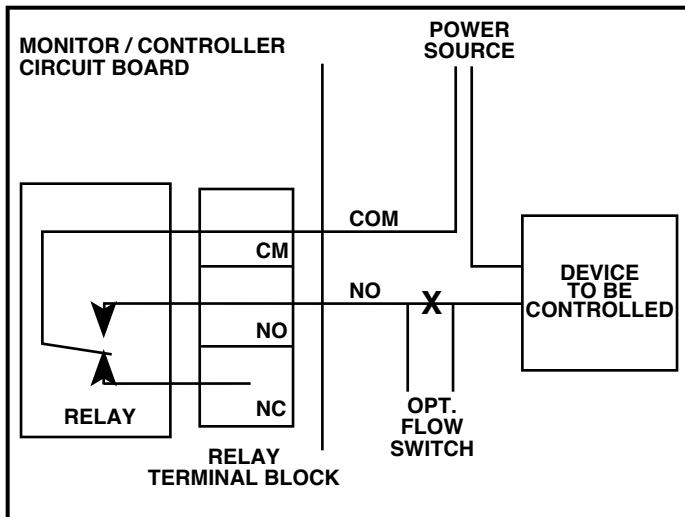 MONITOR / CONTROLLER
CIRCUIT BOARD
POWER
SOURCE
COM
CM
NO
X
NO
NC
RELAY
DEVICE
TO BE
CONTROLLED
OPT.
FLOW
SWITCH
RELAY
TERMINAL BLOCK